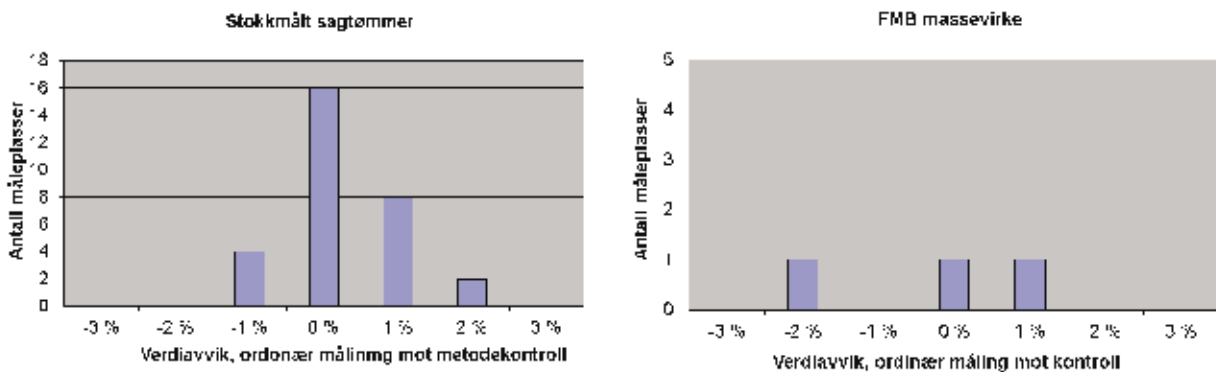 Stokkmålt sagtømmer
Antall måleplasser
18
16
14
12
10
8
6
4
2
0
-3 % -2 % -1 % 0 % 1 % 2 % 3 %
Verdiavvik, ordonær målinmg mot metodekontroll
FMB massevirke
Antall måleplasser
5
4
3
2
1
0
-3 % -2 % -1 % 0 % 1 % 2 % 3 %
Verdiavvik, ordinær måling mot kontroll